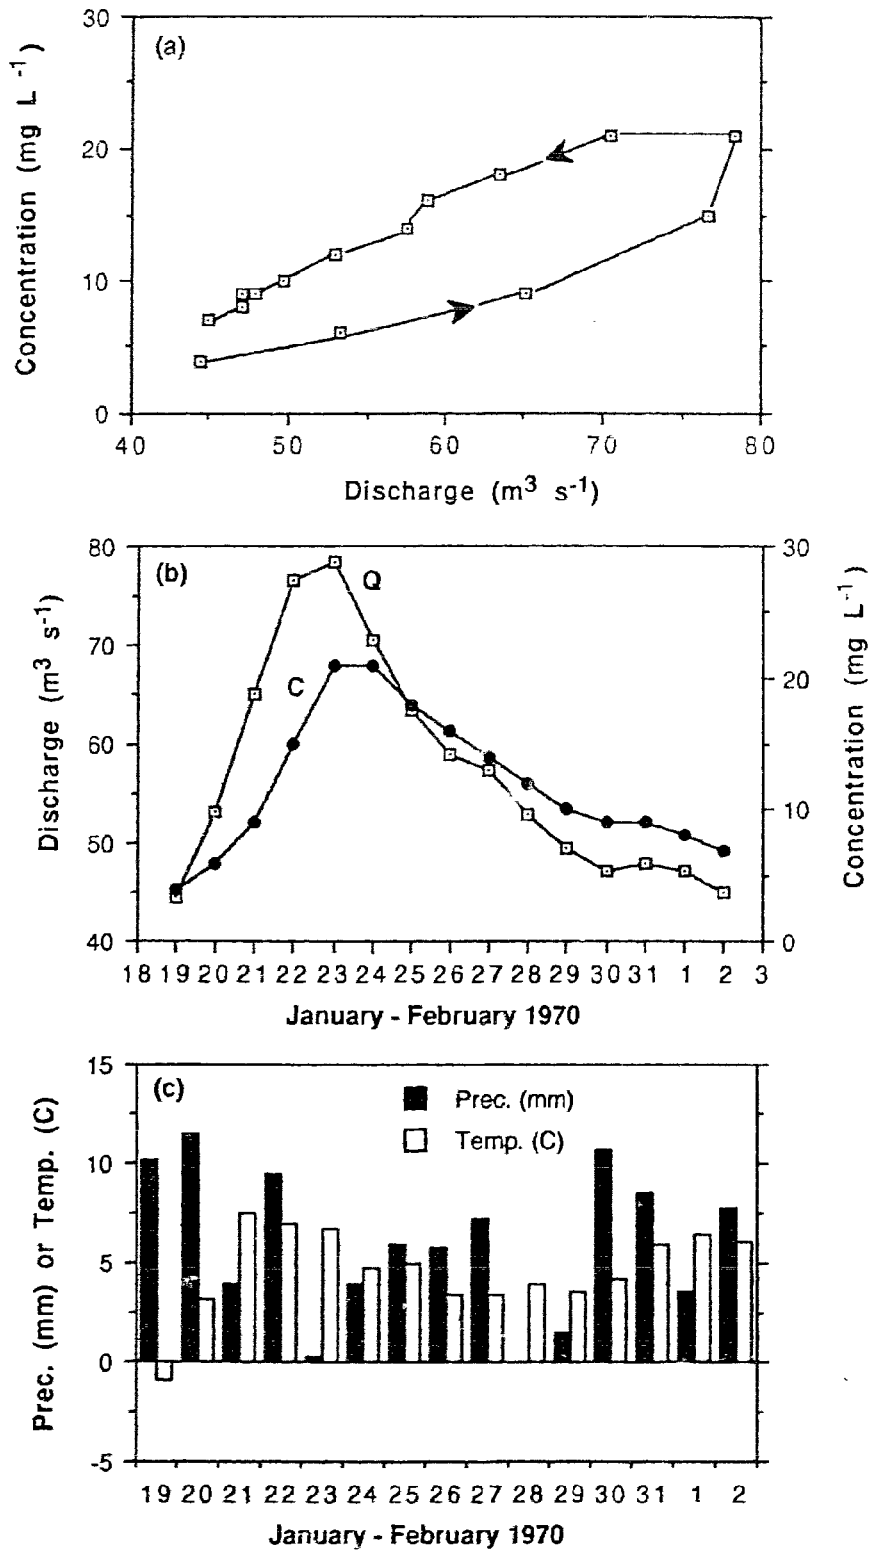 (a)
30
20
10
0
Concentration (mg L⁻¹)
40 50 60 70 80
Discharge (m³ s⁻¹)
(b)
Q
C
80
70
60
50
40
Discharge (m³ s⁻¹)
30
20
10
0
Concentration (mg L⁻¹)
18 19 20 21 22 23 24 25 26 27 28 29 30 31 1 2 3
January - February 1970
(c)
Prec. (mm)
Temp. (C)
15
10
5
0
-5
Prec. (mm) or Temp. (C)
19 20 21 22 23 24 25 26 27 28 29 30 31 1 2
January - February 1970